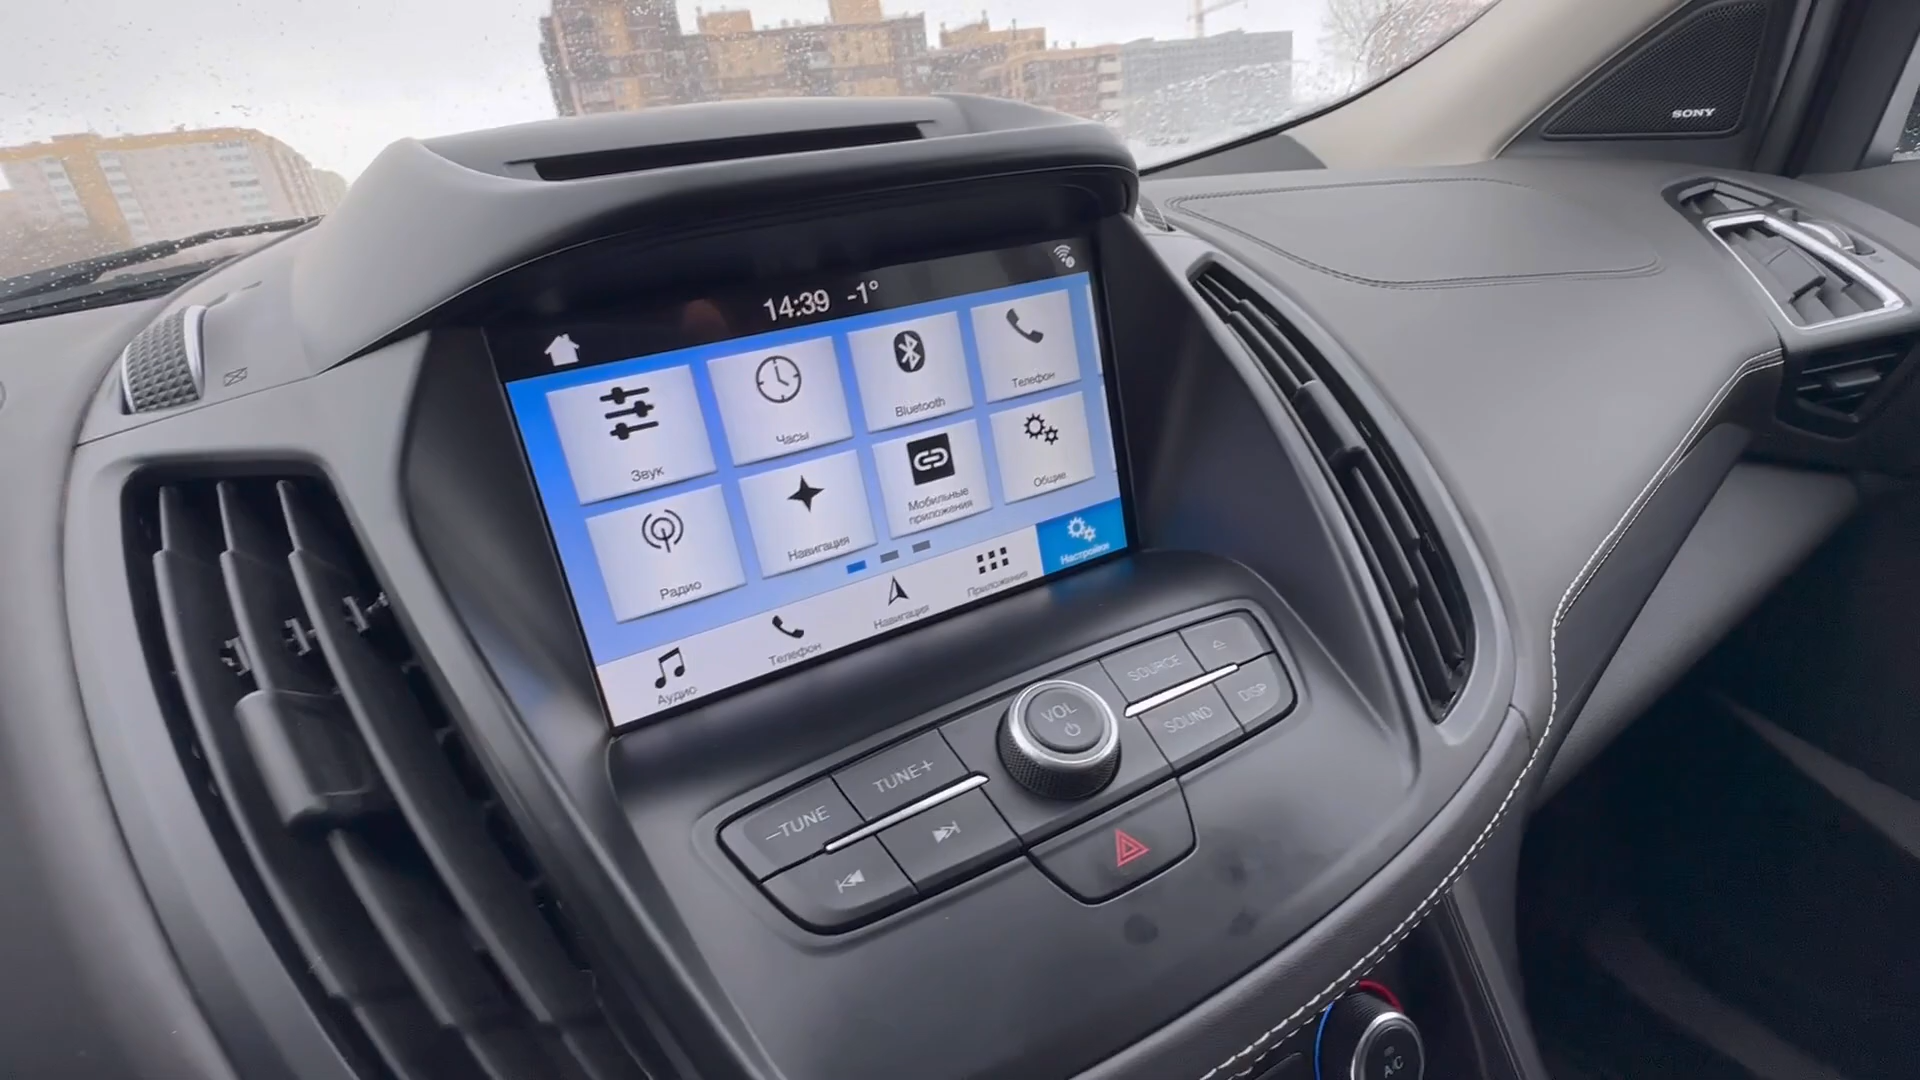 SONY
14:39 -1°
Звук
Часы
Bluetooth
Телефон
Радио
Навигация
Мобильные
приложения
Общие
Аудио
Телефон
Навигация
Приложения
Настройки
–TUNE
TUNE+
VOL
SOURCE
SOUND
DISP
A/C